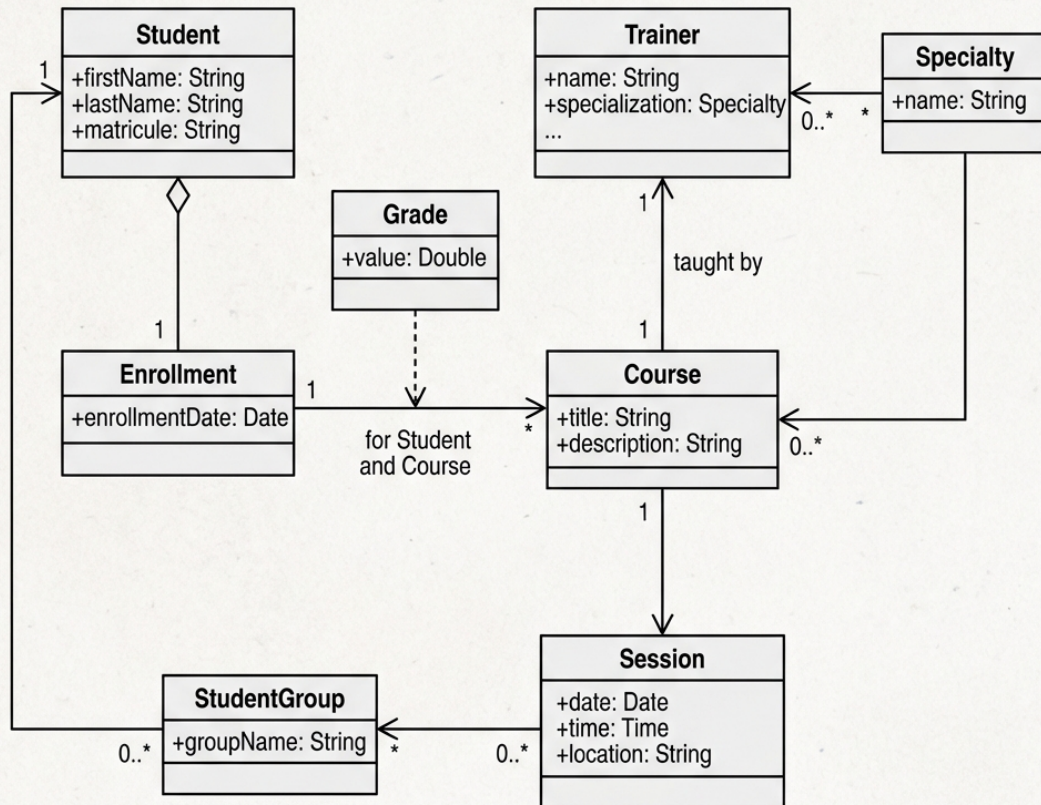 Student
+firstName: String
+lastName: String
+matricule: String
1
Trainer
+name: String
+specialization: Specialty
...
Specialty
+name: String
0..*
*
Grade
+value: Double
1
taught by
1
1
Enrollment
+enrollmentDate: Date
1
*
for Student
and Course
Course
+title: String
+description: String
0..*
1
Session
+date: Date
+time: Time
+location: String
StudentGroup
+groupName: String
0..*
*
0..*